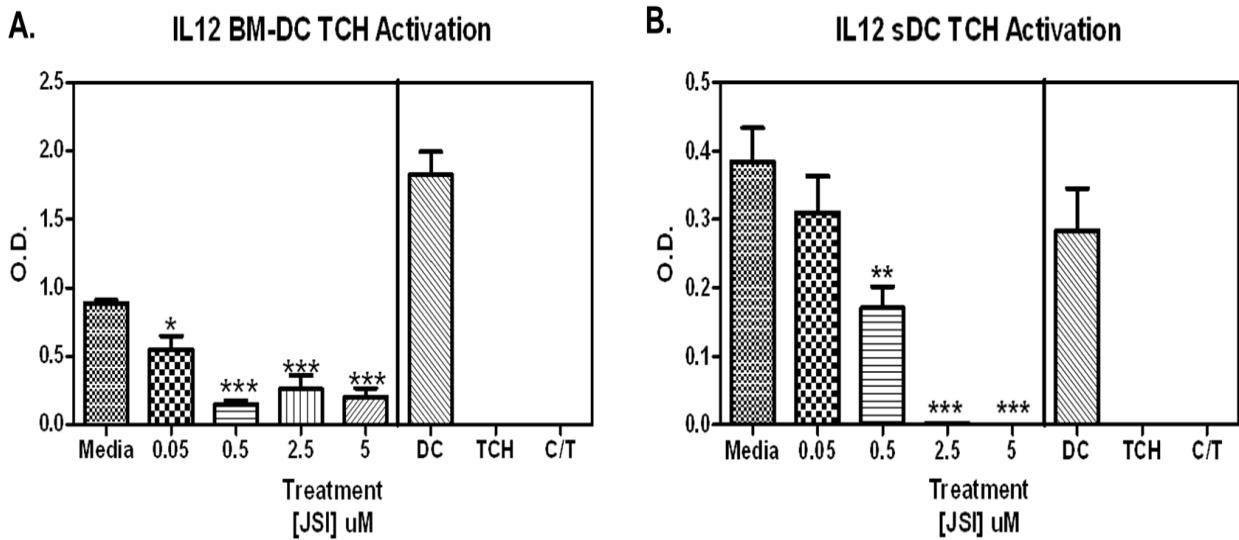 A.
IL12 BM-DC TCH Activation
2.5
2.0
1.5
1.0
0.5
0.0
O.D.
*
***
***
***
Media 0.05 0.5 2.5 5 DC TCH C/T
Treatment
[JSI] uM
B.
IL12 sDC TCH Activation
0.5
0.4
0.3
0.2
0.1
0.0
O.D.
**
***
***
Media 0.05 0.5 2.5 5 DC TCH C/T
Treatment
[JSI] uM